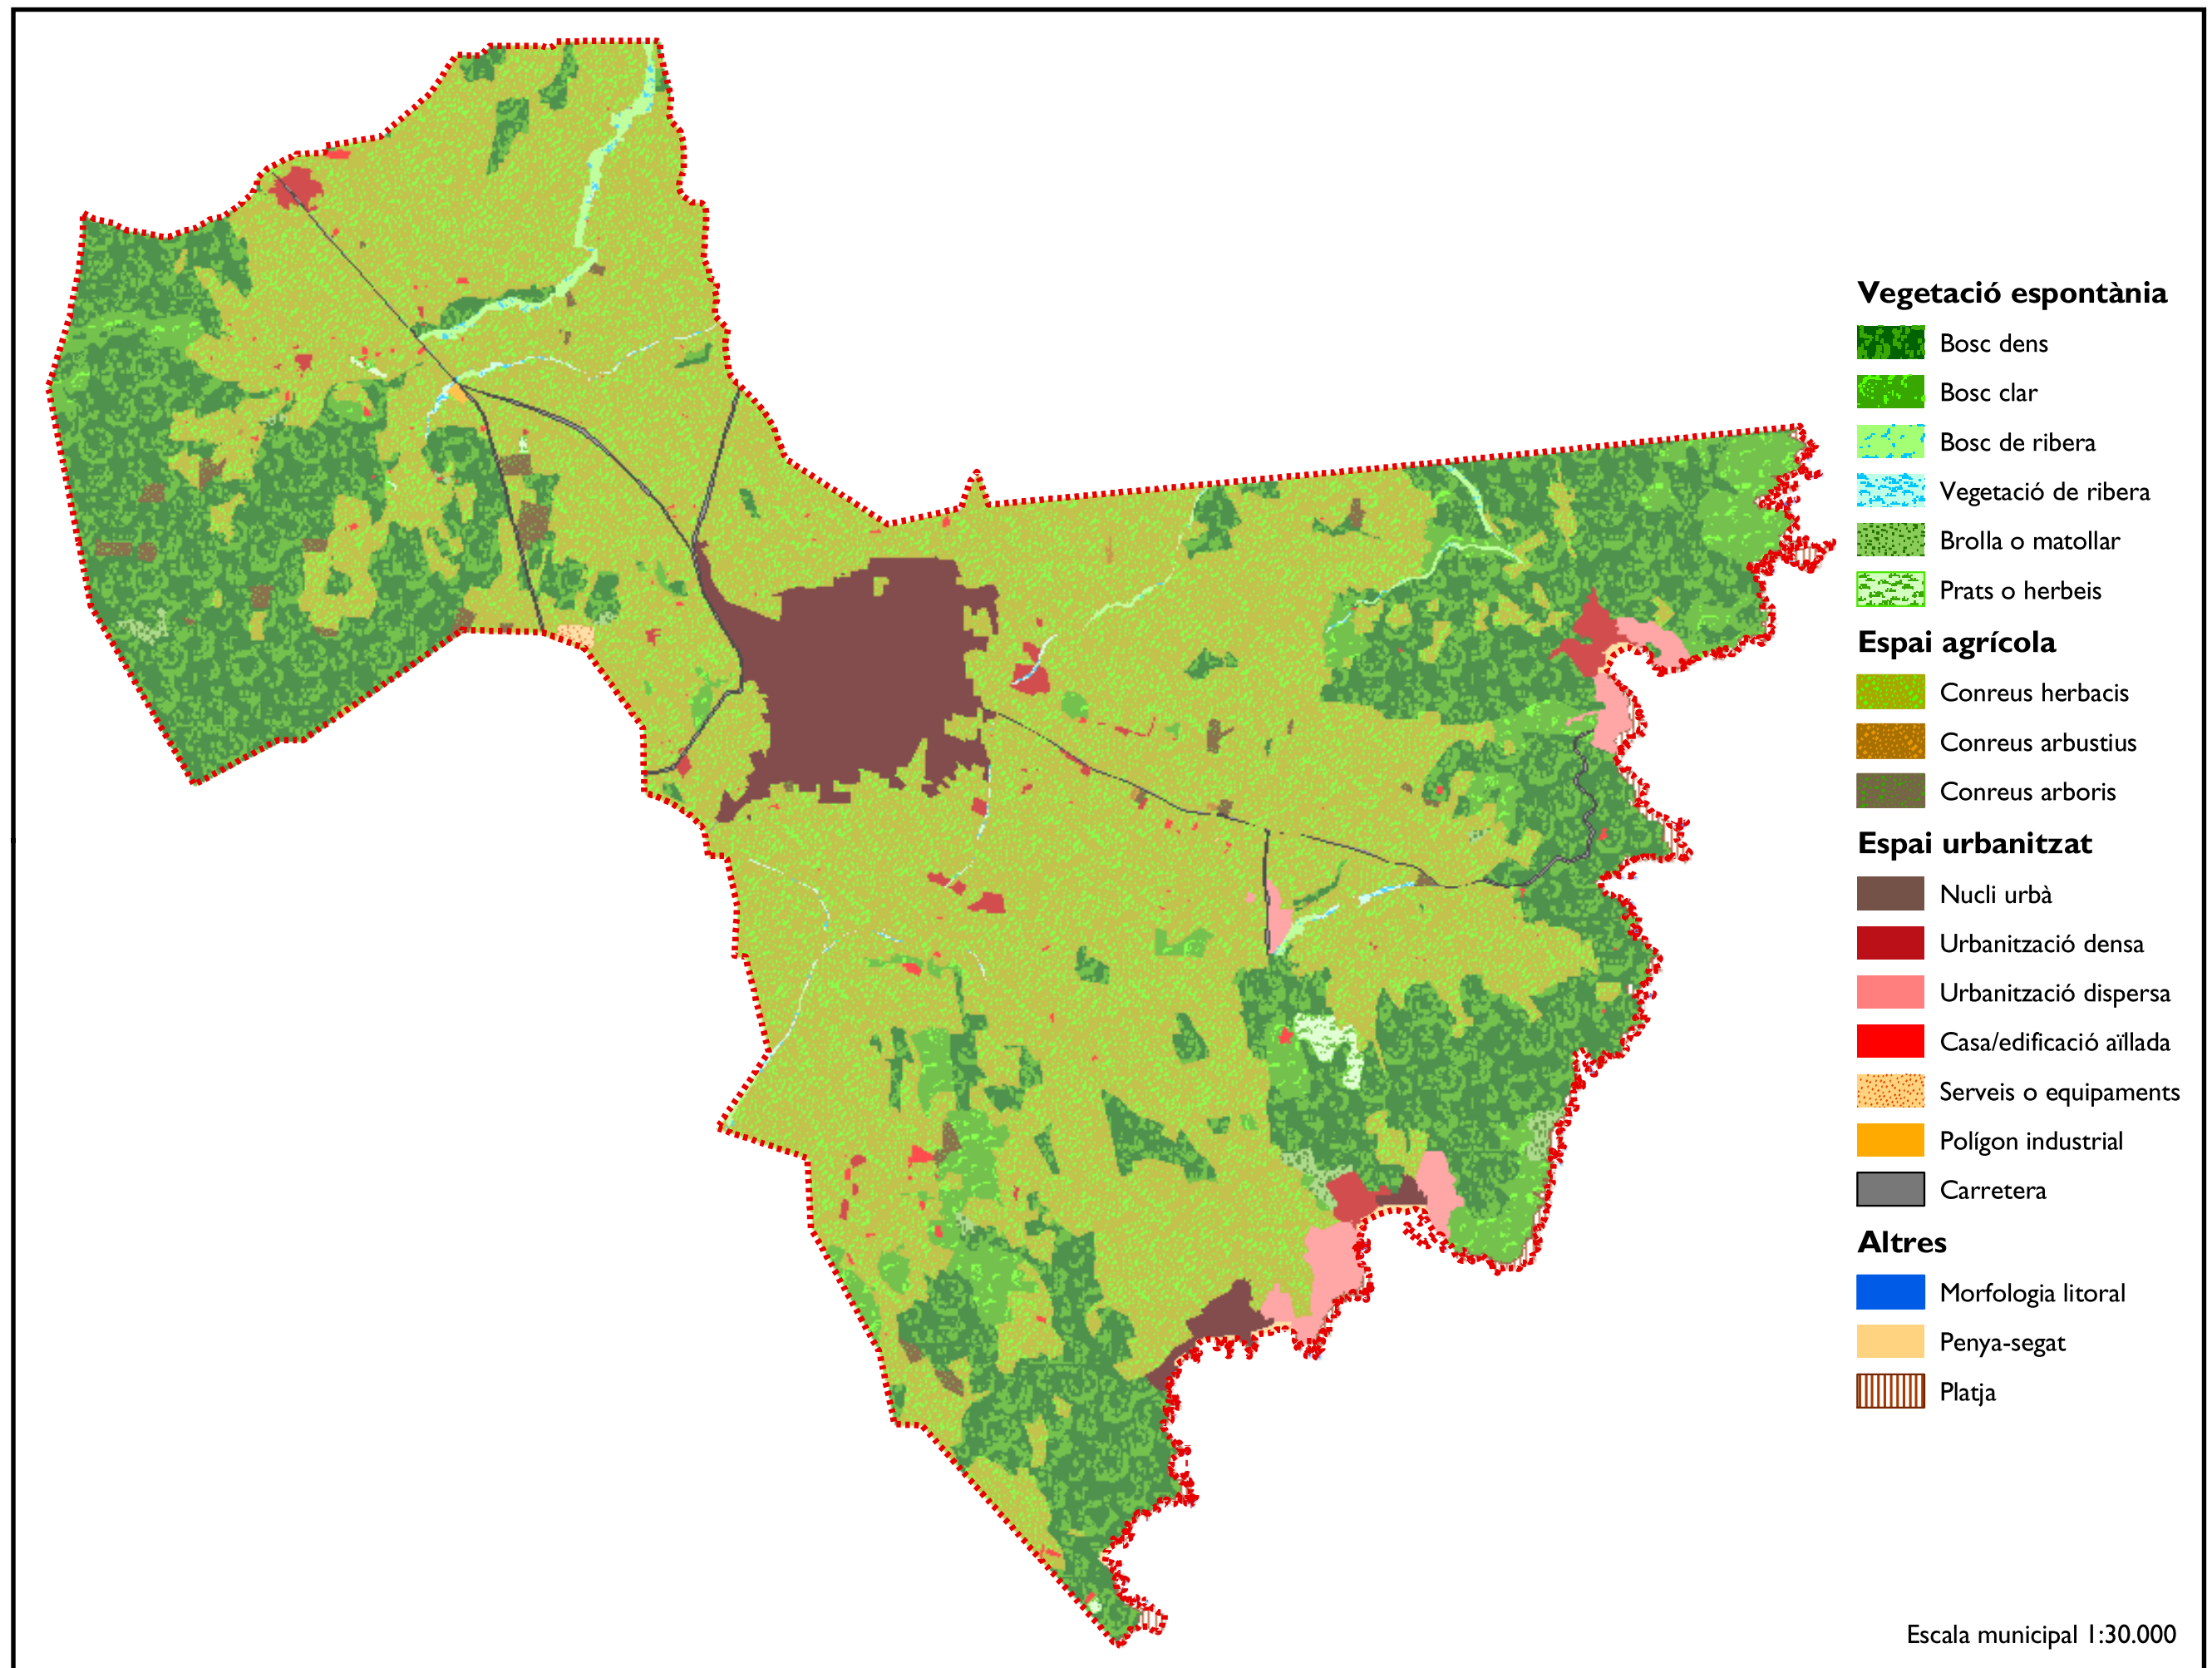 Vegetació espontània
Bosc dens
Bosc clar
Bosc de ribera
Vegetació de ribera
Brolla o matollar
Prats o herbeis
Espai agrícola
Conreus herbacis
Conreus arbustius
Conreus arboris
Espai urbanitzat
Nucli urbà
Urbanització densa
Urbanització dispersa
Casa/edificació aïllada
Serveis o equipaments
Polígon industrial
Carretera
Altres
Morfologia litoral
Penya-segat
Platja
Escala municipal 1:30.000